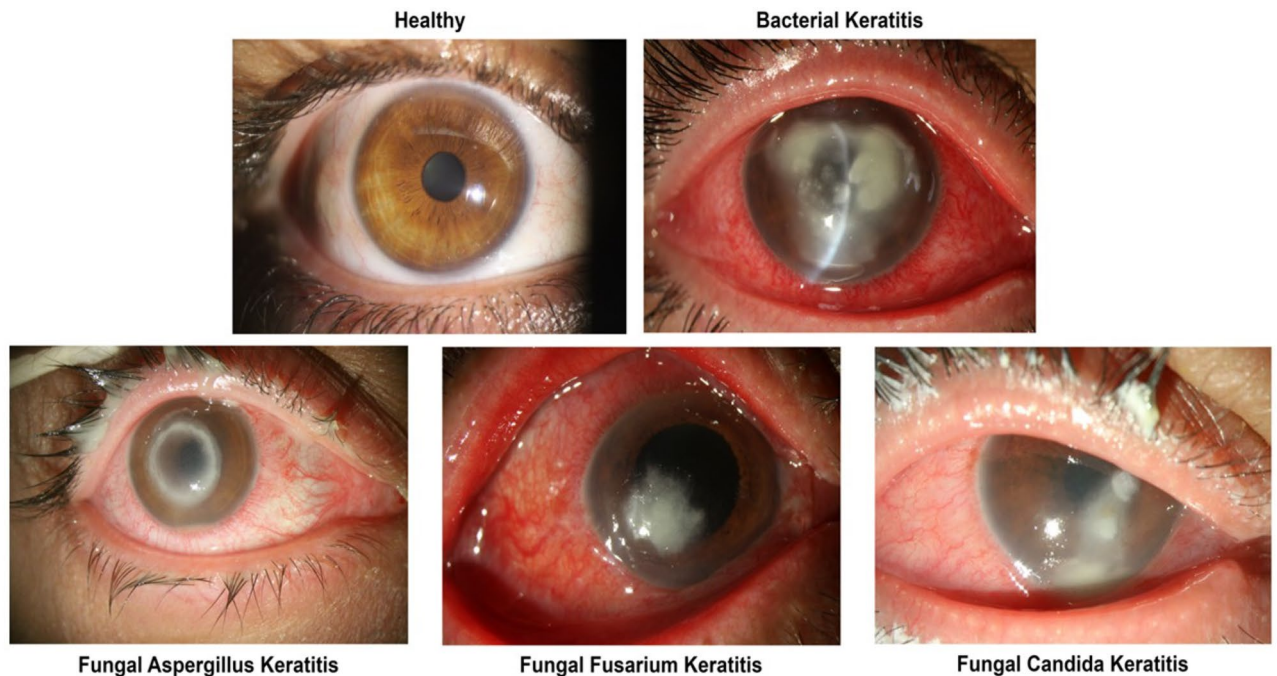 Healthy
Bacterial Keratitis
Fungal Aspergillus Keratitis
Fungal Fusarium Keratitis
Fungal Candida Keratitis